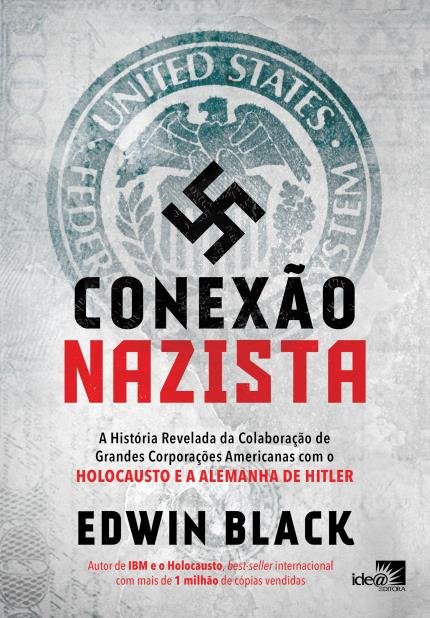 UNITED STATES
FEDER
SYSTEM
CONEXÃO
NAZISTA
A História Revelada da Colaboração de
Grandes Corporações Americanas com o
HOLOCAUSTO E A ALEMANHA DE HITLER
EDWIN BLACK
Autor de IBM e o Holocausto, best-seller internacional
com mais de 1 milhão de cópias vendidas
ide@
EDITORA